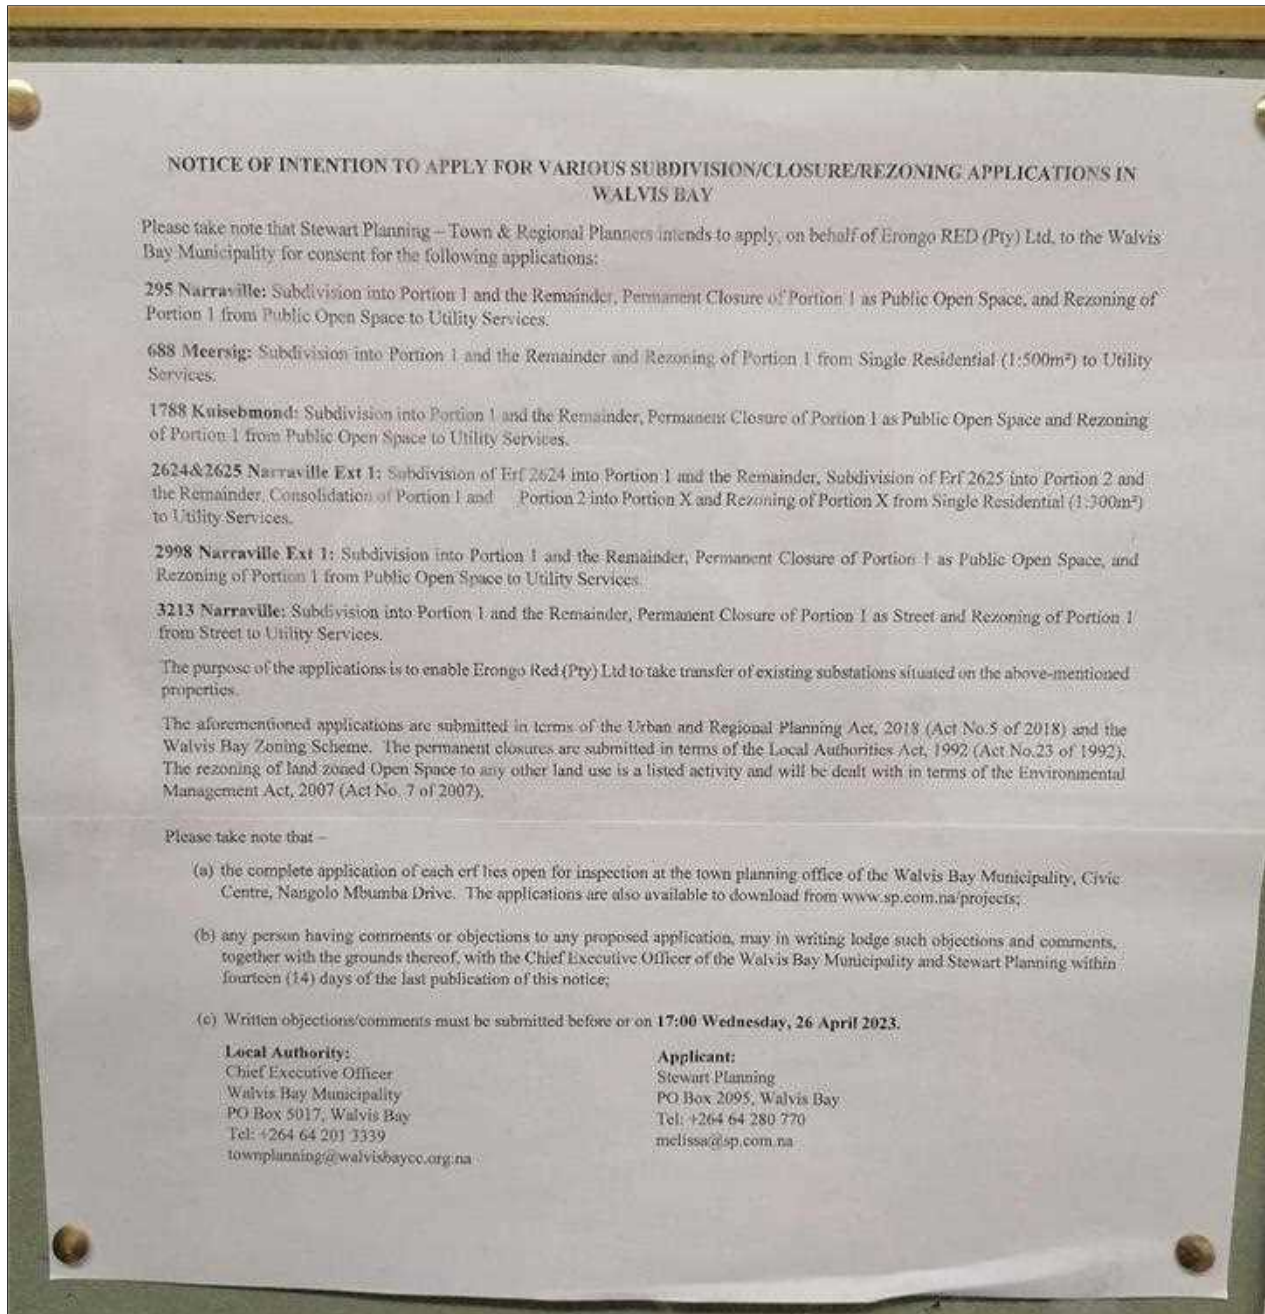 NOTICE OF INTENTION TO APPLY FOR VARIOUS SUBDIVISION/CLOSURE/REZONING APPLICATIONS IN
WALVIS BAY
Please take note that Stewart Planning – Town & Regional Planners intends to apply, on behalf of Erongo RED (Pty) Ltd, to the Walvis
Bay Municipality for consent for the following applications:
295 Narraville: Subdivision into Portion 1 and the Remainder, Permanent Closure of Portion 1 as Public Open Space, and Rezoning of
Portion 1 from Public Open Space to Utility Services.
688 Meersig: Subdivision into Portion 1 and the Remainder and Rezoning of Portion 1 from Single Residential (1:500m²) to Utility
Services.
1788 Kuisebmond: Subdivision into Portion 1 and the Remainder, Permanent Closure of Portion 1 as Public Open Space and Rezoning
of Portion 1 from Public Open Space to Utility Services.
2624&2625 Narraville Ext 1: Subdivision of Erf 2624 into Portion 1 and the Remainder, Subdivision of Erf 2625 into Portion 2 and
the Remainder, Consolidation of Portion 1 and Portion 2 into Portion X and Rezoning of Portion X from Single Residential (1:300m²)
to Utility Services.
2998 Narraville Ext 1: Subdivision into Portion 1 and the Remainder, Permanent Closure of Portion 1 as Public Open Space, and
Rezoning of Portion 1 from Public Open Space to Utility Services.
3213 Narraville: Subdivision into Portion 1 and the Remainder, Permanent Closure of Portion 1 as Street and Rezoning of Portion 1
from Street to Utility Services.
The purpose of the applications is to enable Erongo Red (Pty) Ltd to take transfer of existing substations situated on the above-mentioned
properties.
The aforementioned applications are submitted in terms of the Urban and Regional Planning Act, 2018 (Act No.5 of 2018) and the
Walvis Bay Zoning Scheme. The permanent closures are submitted in terms of the Local Authorities Act, 1992 (Act No.23 of 1992).
The rezoning of land zoned Open Space to any other land use is a listed activity and will be dealt with in terms of the Environmental
Management Act, 2007 (Act No. 7 of 2007).
Please take note that –
(a) the complete application of each erf lies open for inspection at the town planning office of the Walvis Bay Municipality, Civic
Centre, Nangolo Mbumba Drive. The applications are also available to download from www.sp.com.na/projects;
(b) any person having comments or objections to any proposed application, may in writing lodge such objections and comments,
together with the grounds thereof, with the Chief Executive Officer of the Walvis Bay Municipality and Stewart Planning within
fourteen (14) days of the last publication of this notice;
(c) Written objections/comments must be submitted before or on 17:00 Wednesday, 26 April 2023.
Local Authority:
Chief Executive Officer
Walvis Bay Municipality
PO Box 5017, Walvis Bay
Tel: +264 64 201 3339
townplanning@walvisbaycc.org.na
Applicant:
Stewart Planning
PO Box 2095, Walvis Bay
Tel: +264 64 280 770
melissa@sp.com.na